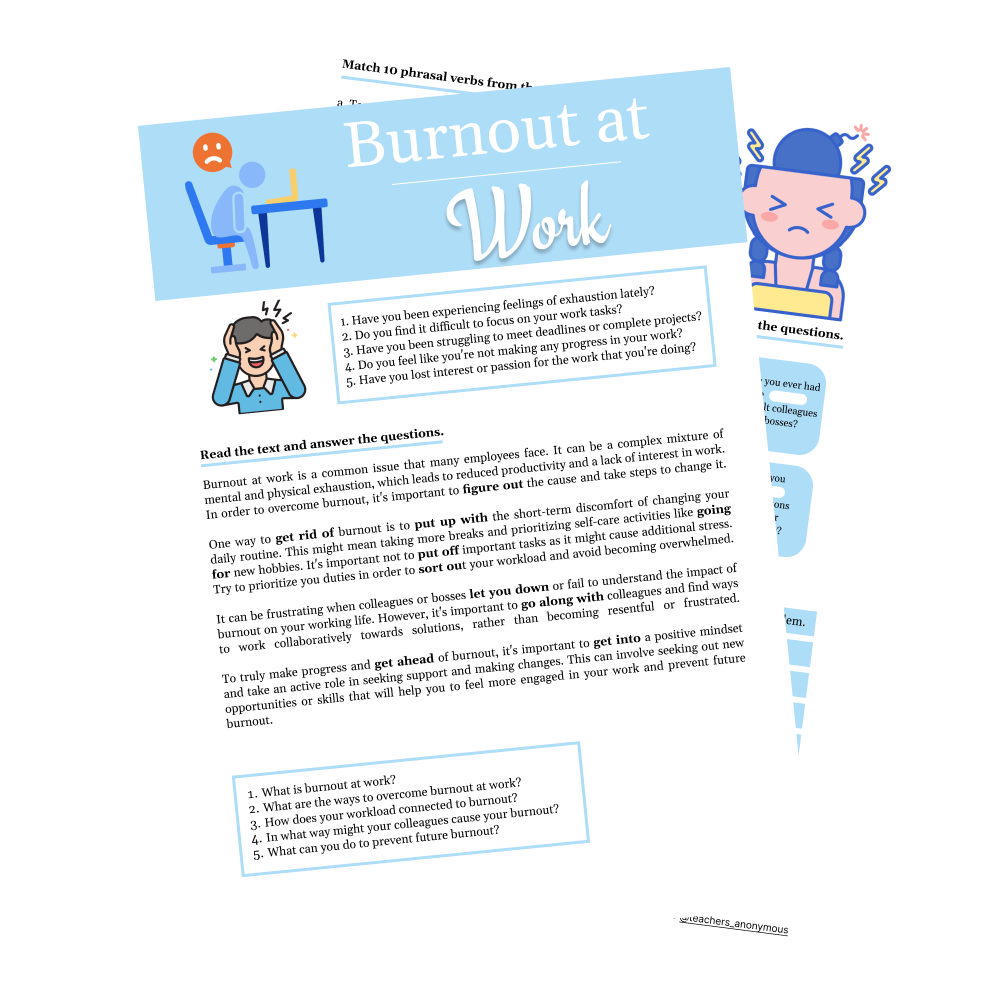 Match 10 phrasal verbs from
a. To
Burnout at
Work
1. Have you been experiencing feelings of exhaustion lately?
2. Do you find it difficult to focus on your work tasks?
3. Have you been struggling to meet deadlines or complete projects?
4. Do you feel like you're not making any progress in your work?
5. Have you lost interest or passion for the work that you're doing?
the questions.
you ever had
lt colleagues
bosses?
you
ons
r
?
Read the text and answer the questions.
Burnout at work is a common issue that many employees face. It can be a complex mixture of
mental and physical exhaustion, which leads to reduced productivity and a lack of interest in work.
In order to overcome burnout, it's important to figure out the cause and take steps to change it.
One way to get rid of burnout is to put up with the short-term discomfort of changing your
daily routine. This might mean taking more breaks and prioritizing self-care activities like going
for new hobbies. It's important not to put off important tasks as it might cause additional stress.
Try to prioritize you duties in order to sort out your workload and avoid becoming overwhelmed.
It can be frustrating when colleagues or bosses let you down or fail to understand the impact of
burnout on your working life. However, it's important to go along with colleagues and find ways
to work collaboratively towards solutions, rather than becoming resentful or frustrated.
To truly make progress and get ahead of burnout, it's important to get into a positive mindset
and take an active role in seeking support and making changes. This can involve seeking out new
opportunities or skills that will help you to feel more engaged in your work and prevent future
burnout.
lem.
1. What is burnout at work?
2. What are the ways to overcome burnout at work?
3. How does your workload connected to burnout?
4. In what way might your colleagues cause your burnout?
5. What can you do to prevent future burnout?
@teachers_anonymous